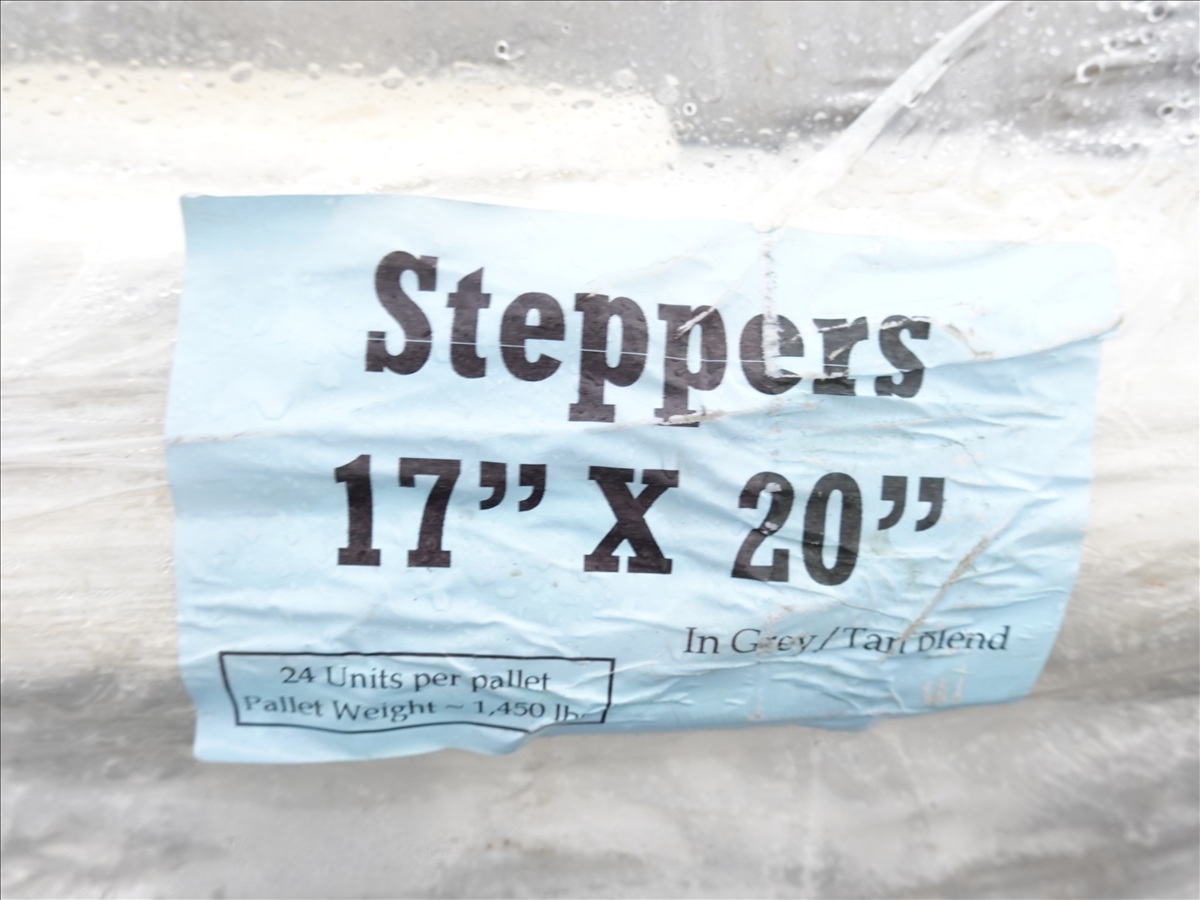 Steppers
17” X 20”
In Grey/Tan blend
24 Units per pallet
Pallet Weight ~ 1,450 lbs